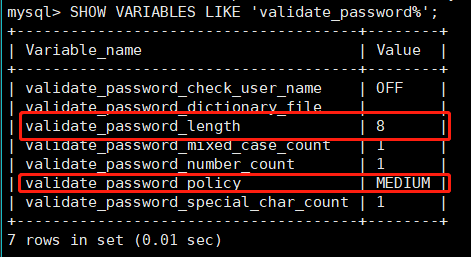 mysql> SHOW VARIABLES LIKE 'validate_password%';
+--------------------------------------+--------+
| Variable_name                        | Value  |
+--------------------------------------+--------+
| validate_password_check_user_name    | OFF    |
| validate_password_dictionary_file    |        |
| validate_password_length             | 8      |
| validate_password_mixed_case_count   | 1      |
| validate_password_number_count       | 1      |
| validate_password_policy             | MEDIUM |
| validate_password_special_char_count | 1      |
+--------------------------------------+--------+
7 rows in set (0.01 sec)